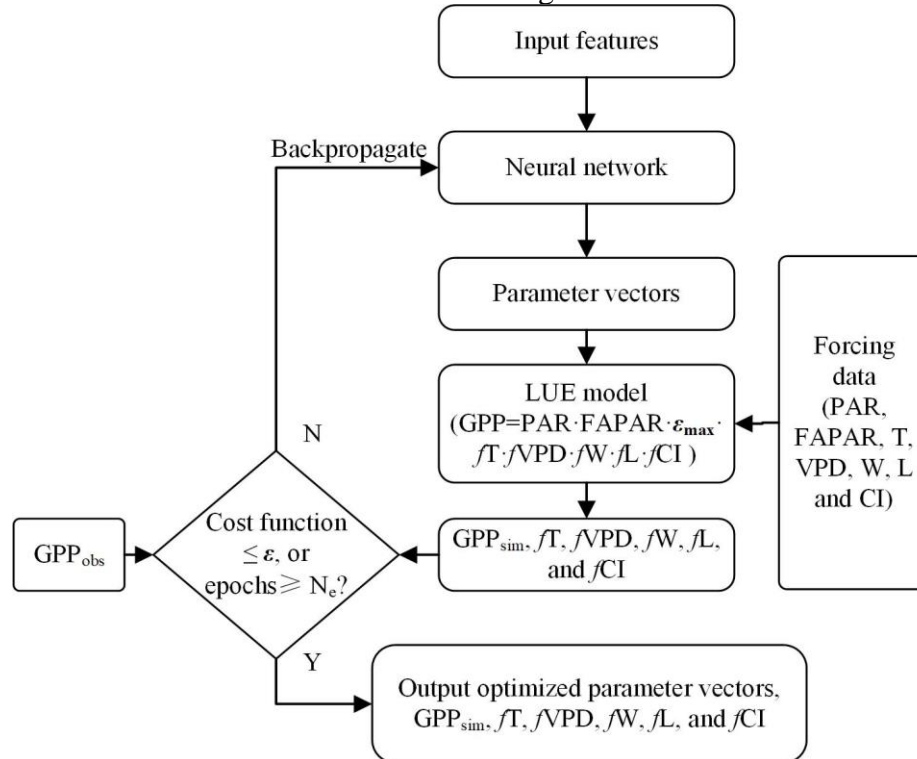 Input features
Backpropagate
Neural network
Parameter vectors
LUE model
(GPP=PAR·FAPAR·εmax·
fT·fVPD·fW·fL·fCI )
Forcing
data
(PAR,
FAPAR, T,
VPD, W, L
and CI)
N
GPPobs
Cost function
≤ ε, or
epochs≥ Ne?
GPPsim, fT, fVPD, fW, fL,
and fCI
Y
Output optimized parameter vectors,
GPPsim, fT, fVPD, fW, fL, and fCI